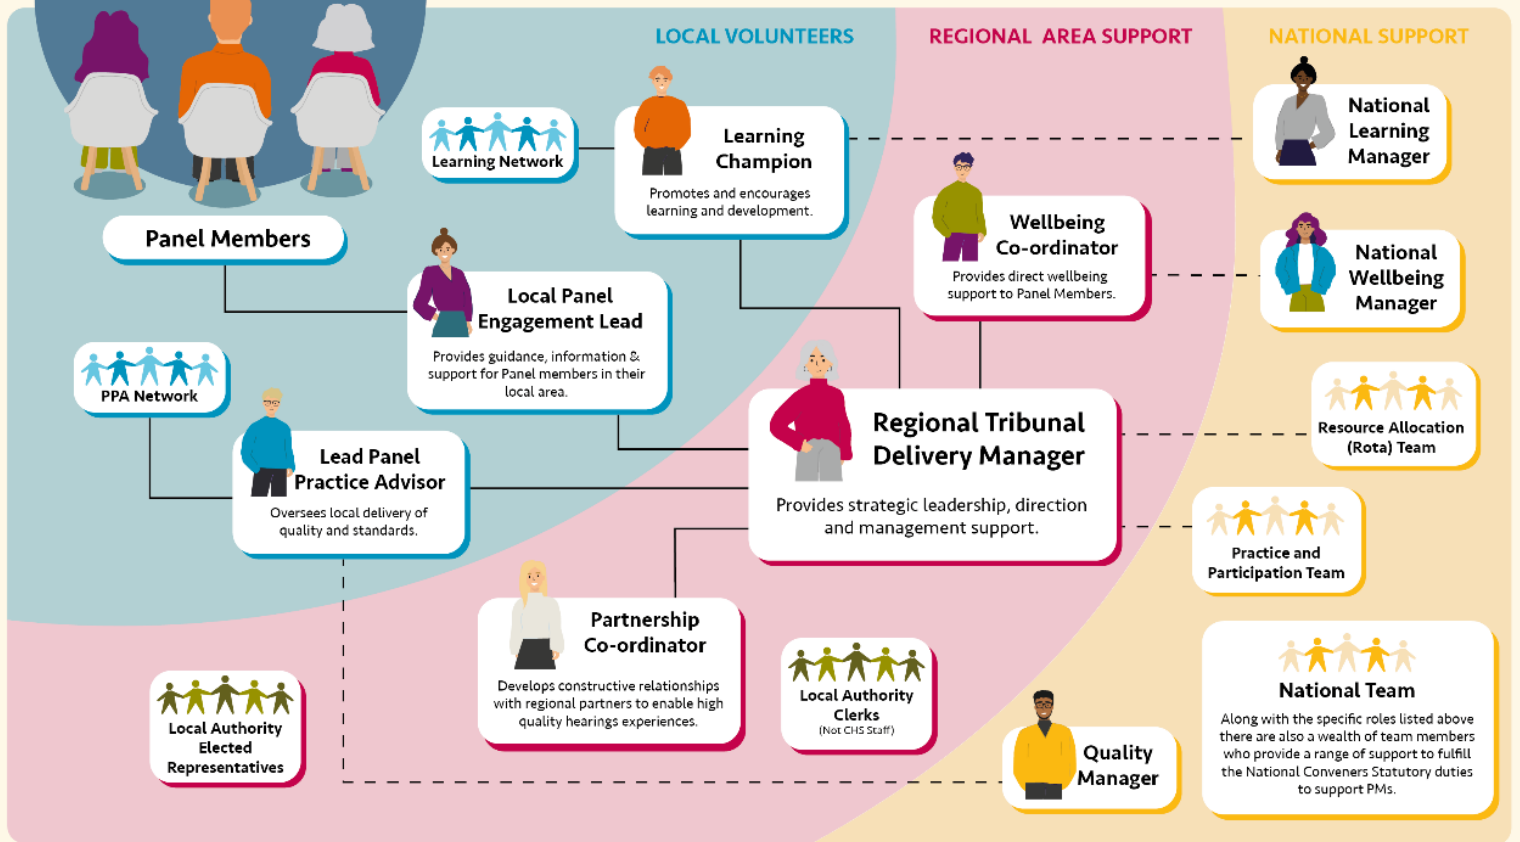 LOCAL VOLUNTEERS
REGIONAL AREA SUPPORT
NATIONAL SUPPORT
Learning Network
Learning
Champion
Promotes and encourages
learning and development.
National
Learning
Manager
Panel Members
Wellbeing
Co-ordinator
Provides direct wellbeing
support to Panel Members.
National
Wellbeing
Manager
Local Panel
Engagement Lead
Provides guidance, information &
support for Panel members in their
local area.
PPA Network
Lead Panel
Practice Advisor
Oversees local delivery of
quality and standards.
Regional Tribunal
Delivery Manager
Provides strategic leadership, direction
and management support.
Resource Allocation
(Rota) Team
Practice and
Participation Team
Partnership
Co-ordinator
Develops constructive relationships
with regional partners to enable high
quality hearings experiences.
Local Authority
Clerks
(Not CHS Staff)
Local Authority
Elected
Representatives
Quality
Manager
National Team
Along with the specific roles listed above
there are also a wealth of team members
who provide a range of support to fulfill
the National Conveners Statutory duties
to support PMs.